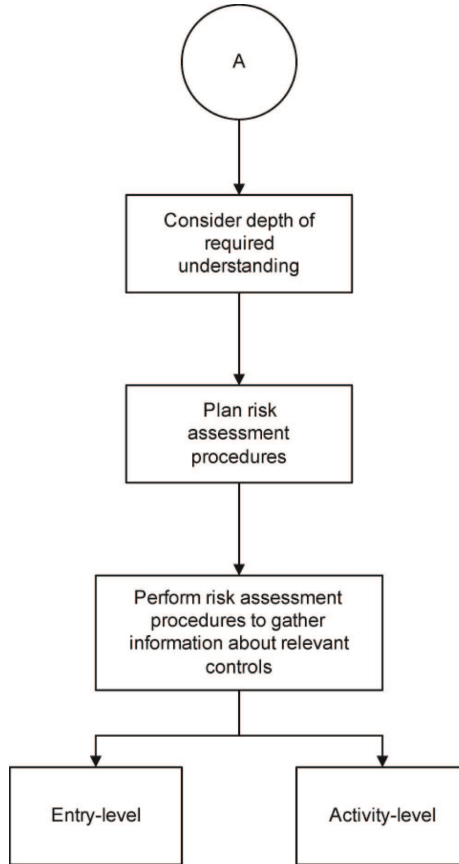 A
Consider depth of
required
understanding
Plan risk
assessment
procedures
Perform risk assessment
procedures to gather
information about relevant
controls
Entry-level
Activity-level